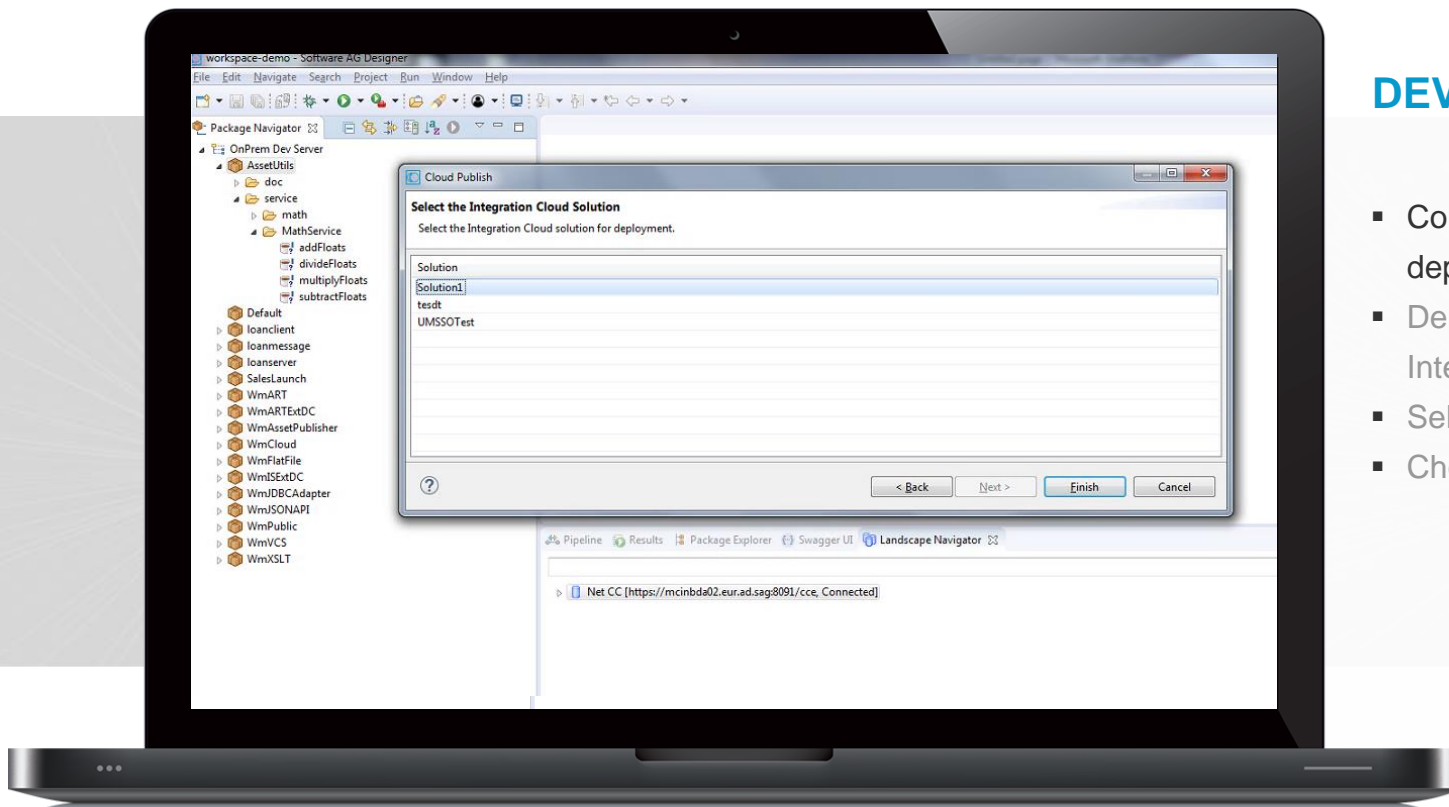 workspace-demo - Software AG Designer
File Edit Navigate Search Project Run Window Help
Package Navigator
OnPrem Dev Server
AssetUtils
doc
service
math
MathService
addFloats
divideFloats
multiplyFloats
subtractFloats
Default
loanclient
loanmessage
loanserver
SalesLaunch
WmART
WmARTExtDC
WmAssetPublisher
WmCloud
WmFlatFile
WmISExtDC
WmJDBCAdapter
WmJSONAPI
WmPublic
WmVCS
WmXSLT
Cloud Publish
Select the Integration Cloud Solution
Select the Integration Cloud solution for deployment.
Solution
Solution1
tesdt
UMSSOTest
< Back Next > Finish Cancel
Pipeline Results Package Explorer Swagger UI Landscape Navigator
Net CC [https://mcinbda02.eur.ad.sag:8091/cce, Connected]
DEV
▪ Co
dep
▪ De
Inte
▪ Sel
▪ Ch